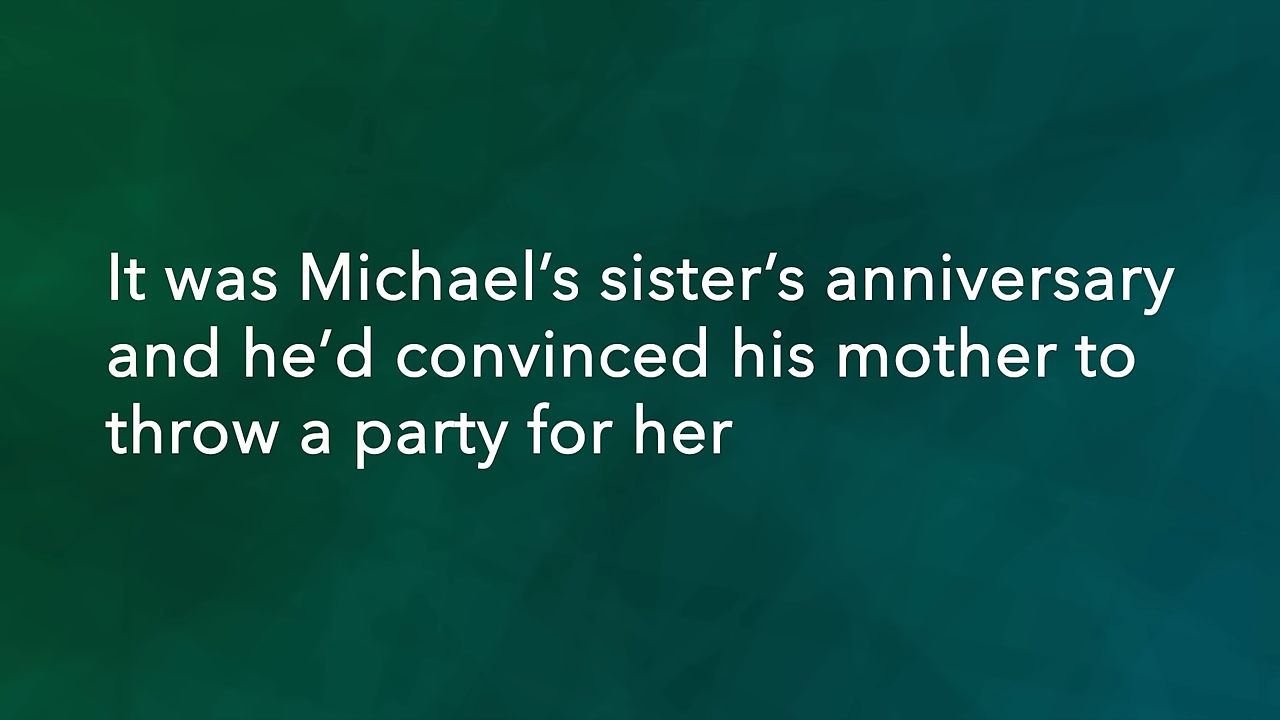 It was Michael’s sister’s anniversary
and he’d convinced his mother to
throw a party for her